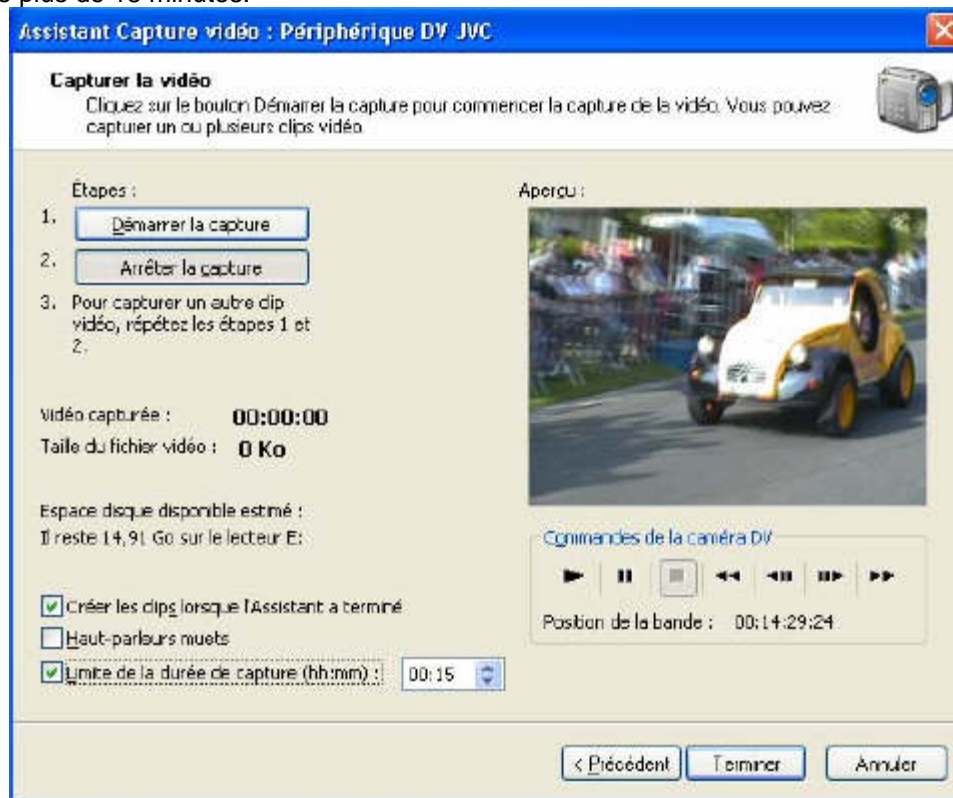 plus de 15 minutes.
Assistant Capture vidéo : Périphérique DV JVC
Capturer la vidéo
Cliquez sur le bouton Démarrer la capture pour commencer la capture de la vidéo. Vous pouvez
capturer un ou plusieurs clips vidéo.
Étapes :
1. Démarrer la capture
2. Arrêter la capture
3. Pour capturer un autre clip
vidéo, répétez les étapes 1 et
2.
Vidéo capturée : 00:00:00
Taille du fichier vidéo : 0 Ko
Espace disque disponible estimé :
Il reste 14,91 Go sur le lecteur E:
Créer les clips lorsque l'Assistant a terminé
Haut-parleurs muets
Limite de la durée de capture (hh:mm) : 00:15
Aperçu :
Commandes de la caméra DV
Position de la bande : 00:14:29:24
< Précédent Terminer Annuler